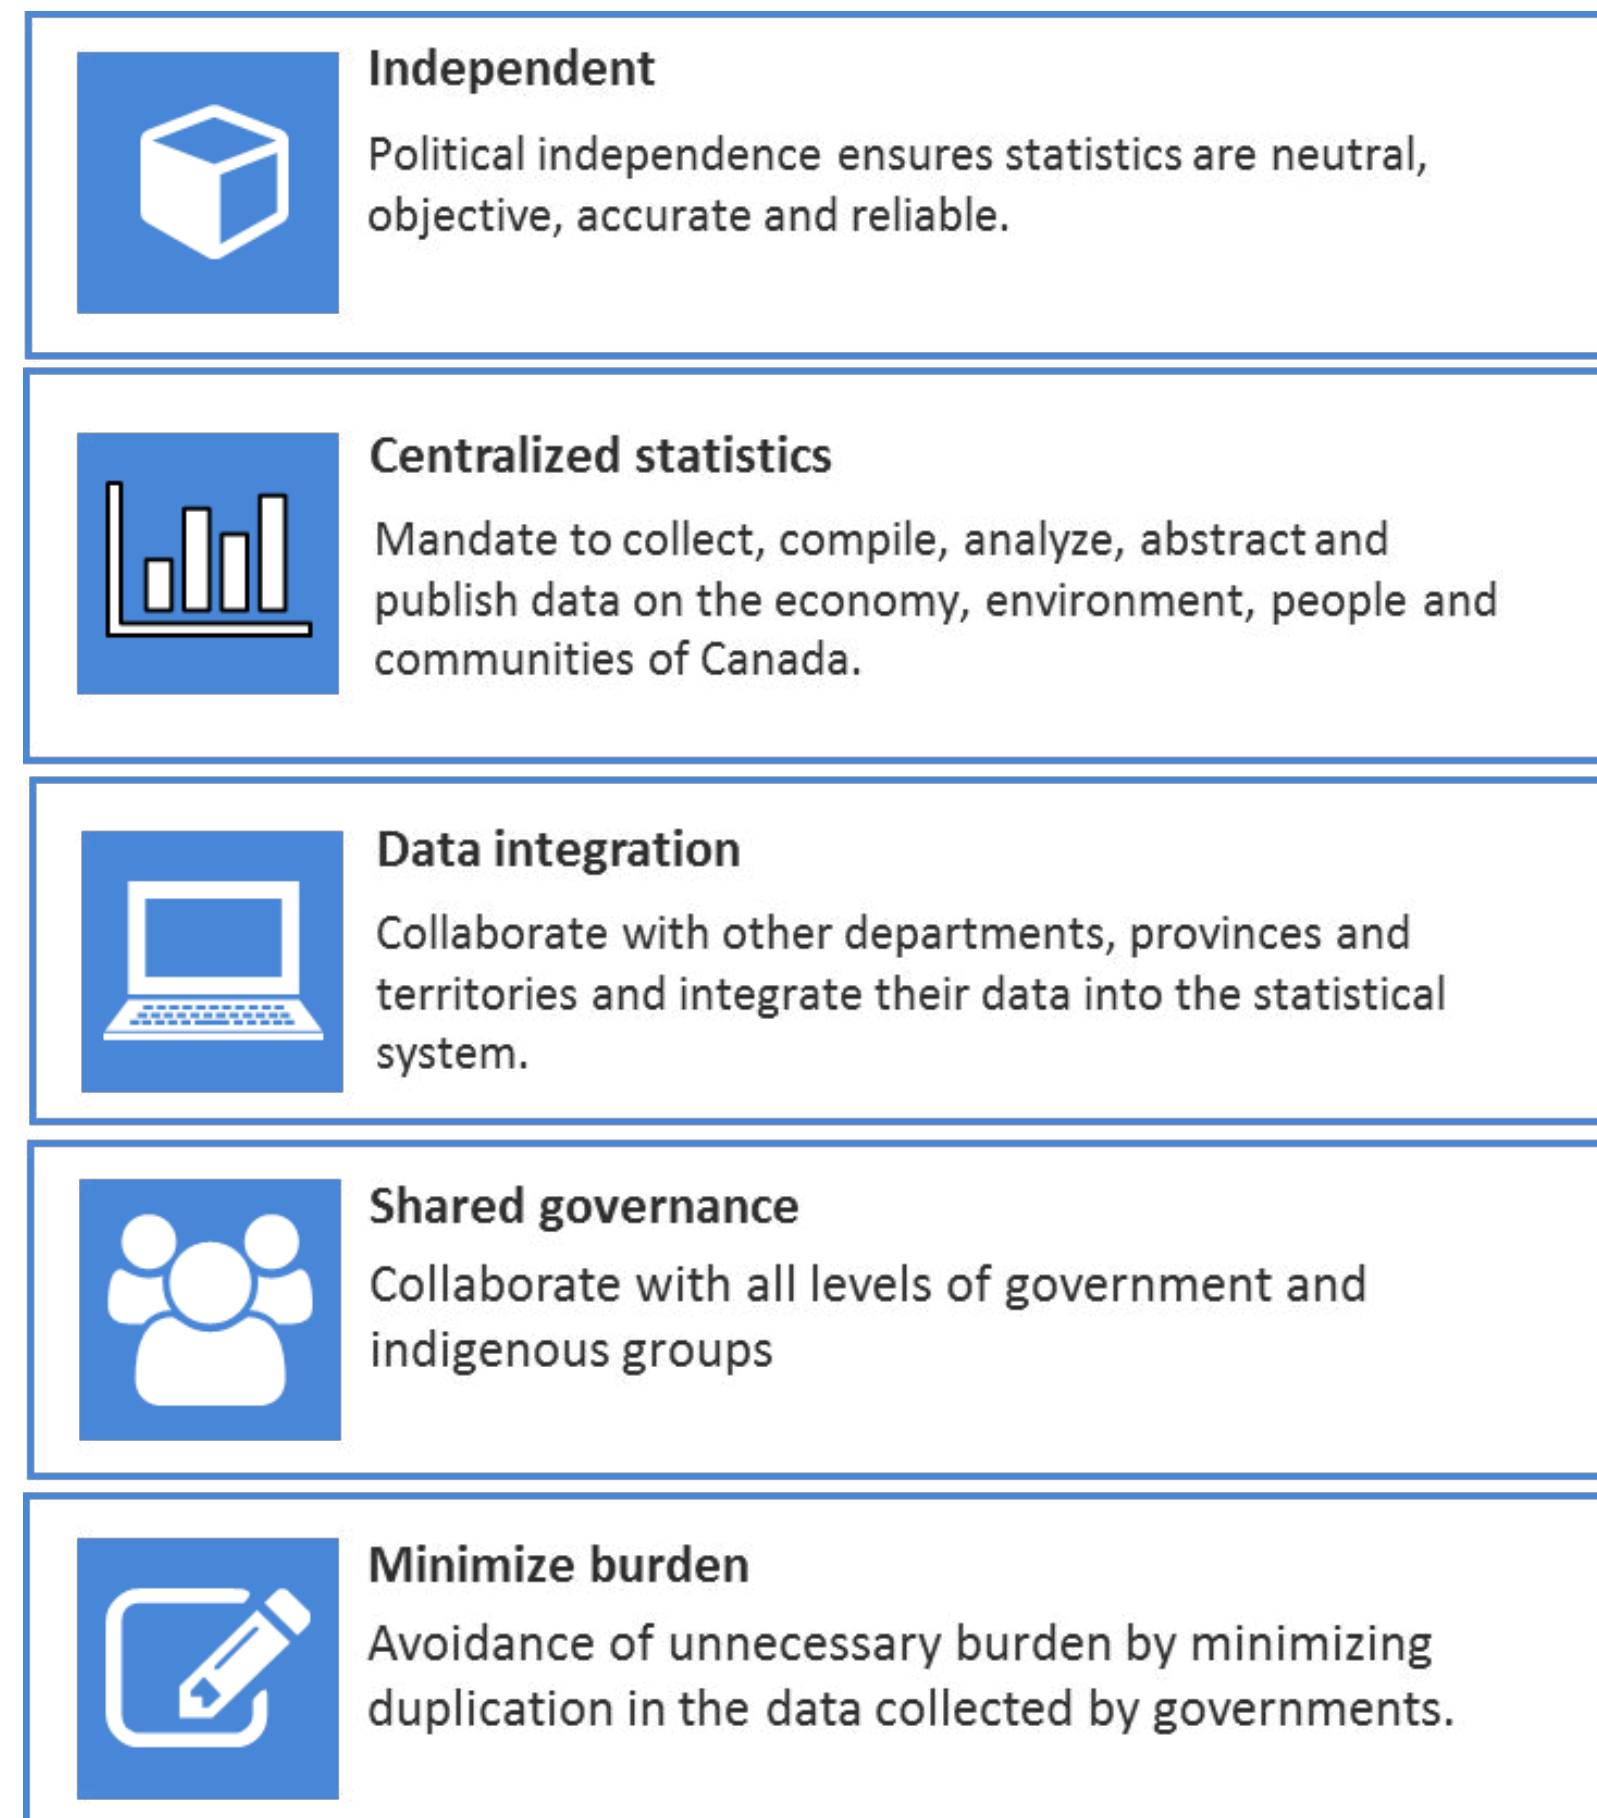 Independent
Political independence ensures statistics are neutral,
objective, accurate and reliable.
Centralized statistics
Mandate to collect, compile, analyze, abstract and
publish data on the economy, environment, people and
communities of Canada.
Data integration
Collaborate with other departments, provinces and
territories and integrate their data into the statistical
system.
Shared governance
Collaborate with all levels of government and
indigenous groups
Minimize burden
Avoidance of unnecessary burden by minimizing
duplication in the data collected by governments.